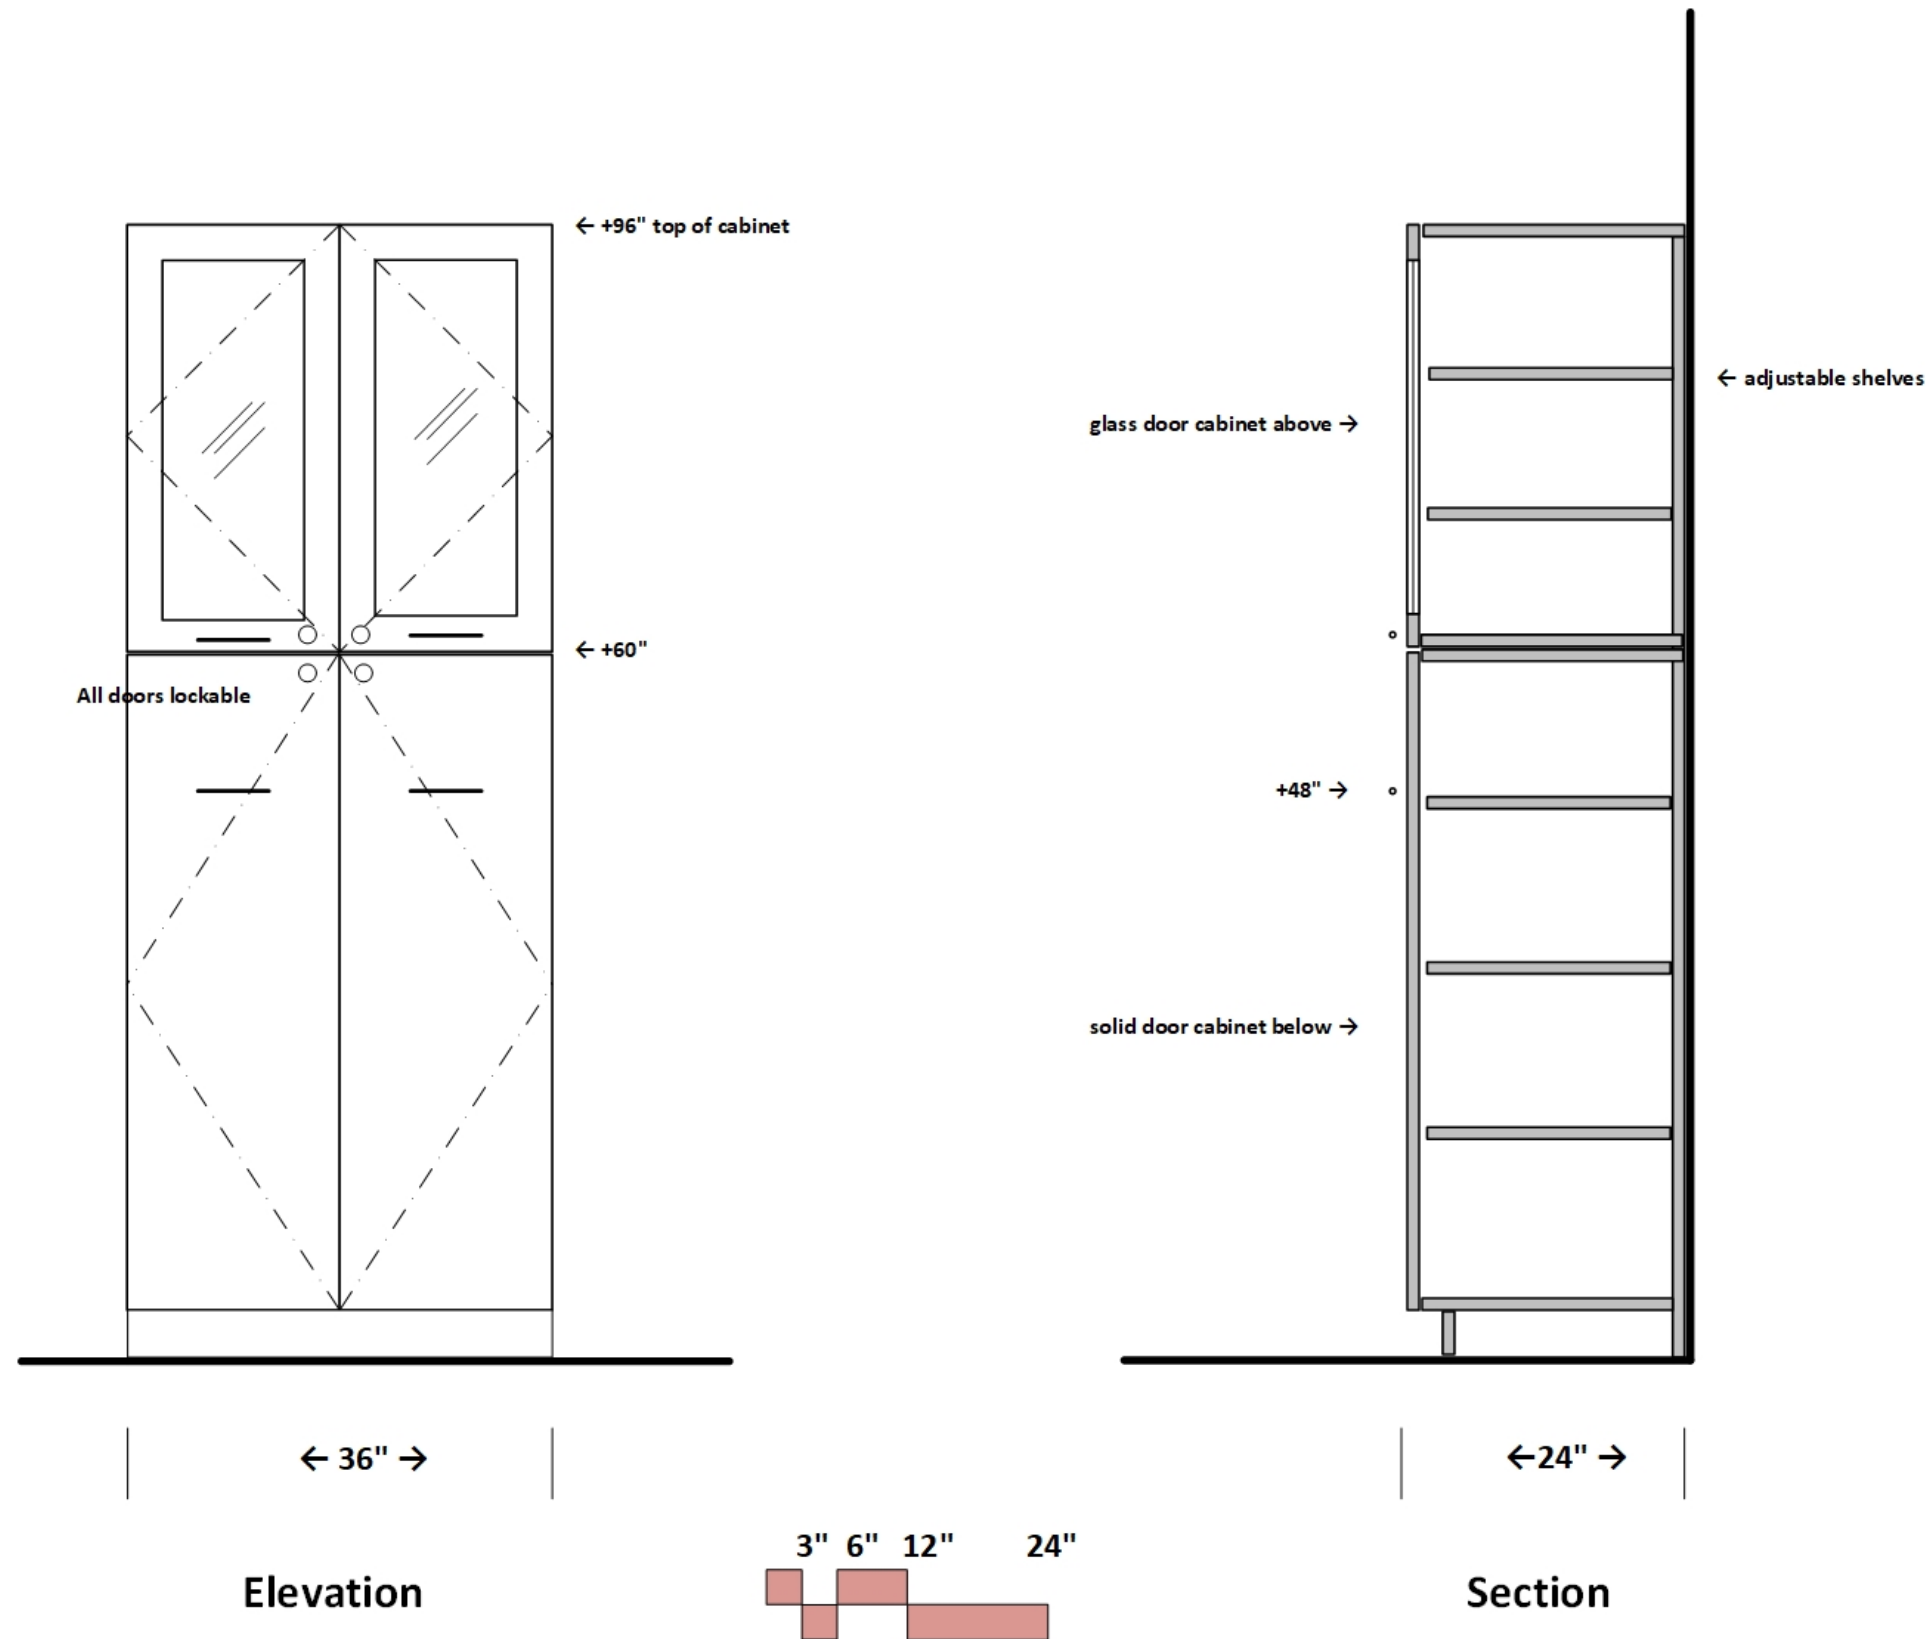 ← +96" top of cabinet
← adjustable shelves
glass door cabinet above →
← +60"
All doors lockable
+48" →
solid door cabinet below →
← 36" →
←24" →
3" 6" 12" 24"
Elevation
Section